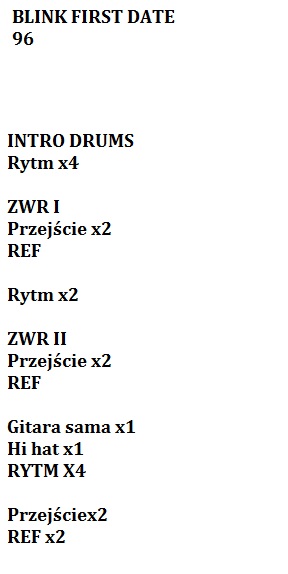 BLINK FIRST DATE
96
INTRO DRUMS
Rytm x4
ZWR I
Przejście x2
REF
Rytm x2
ZWR II
Przejście x2
REF
Gitara sama x1
Hi hat x1
RYTM X4
Przejściex2
REF x2